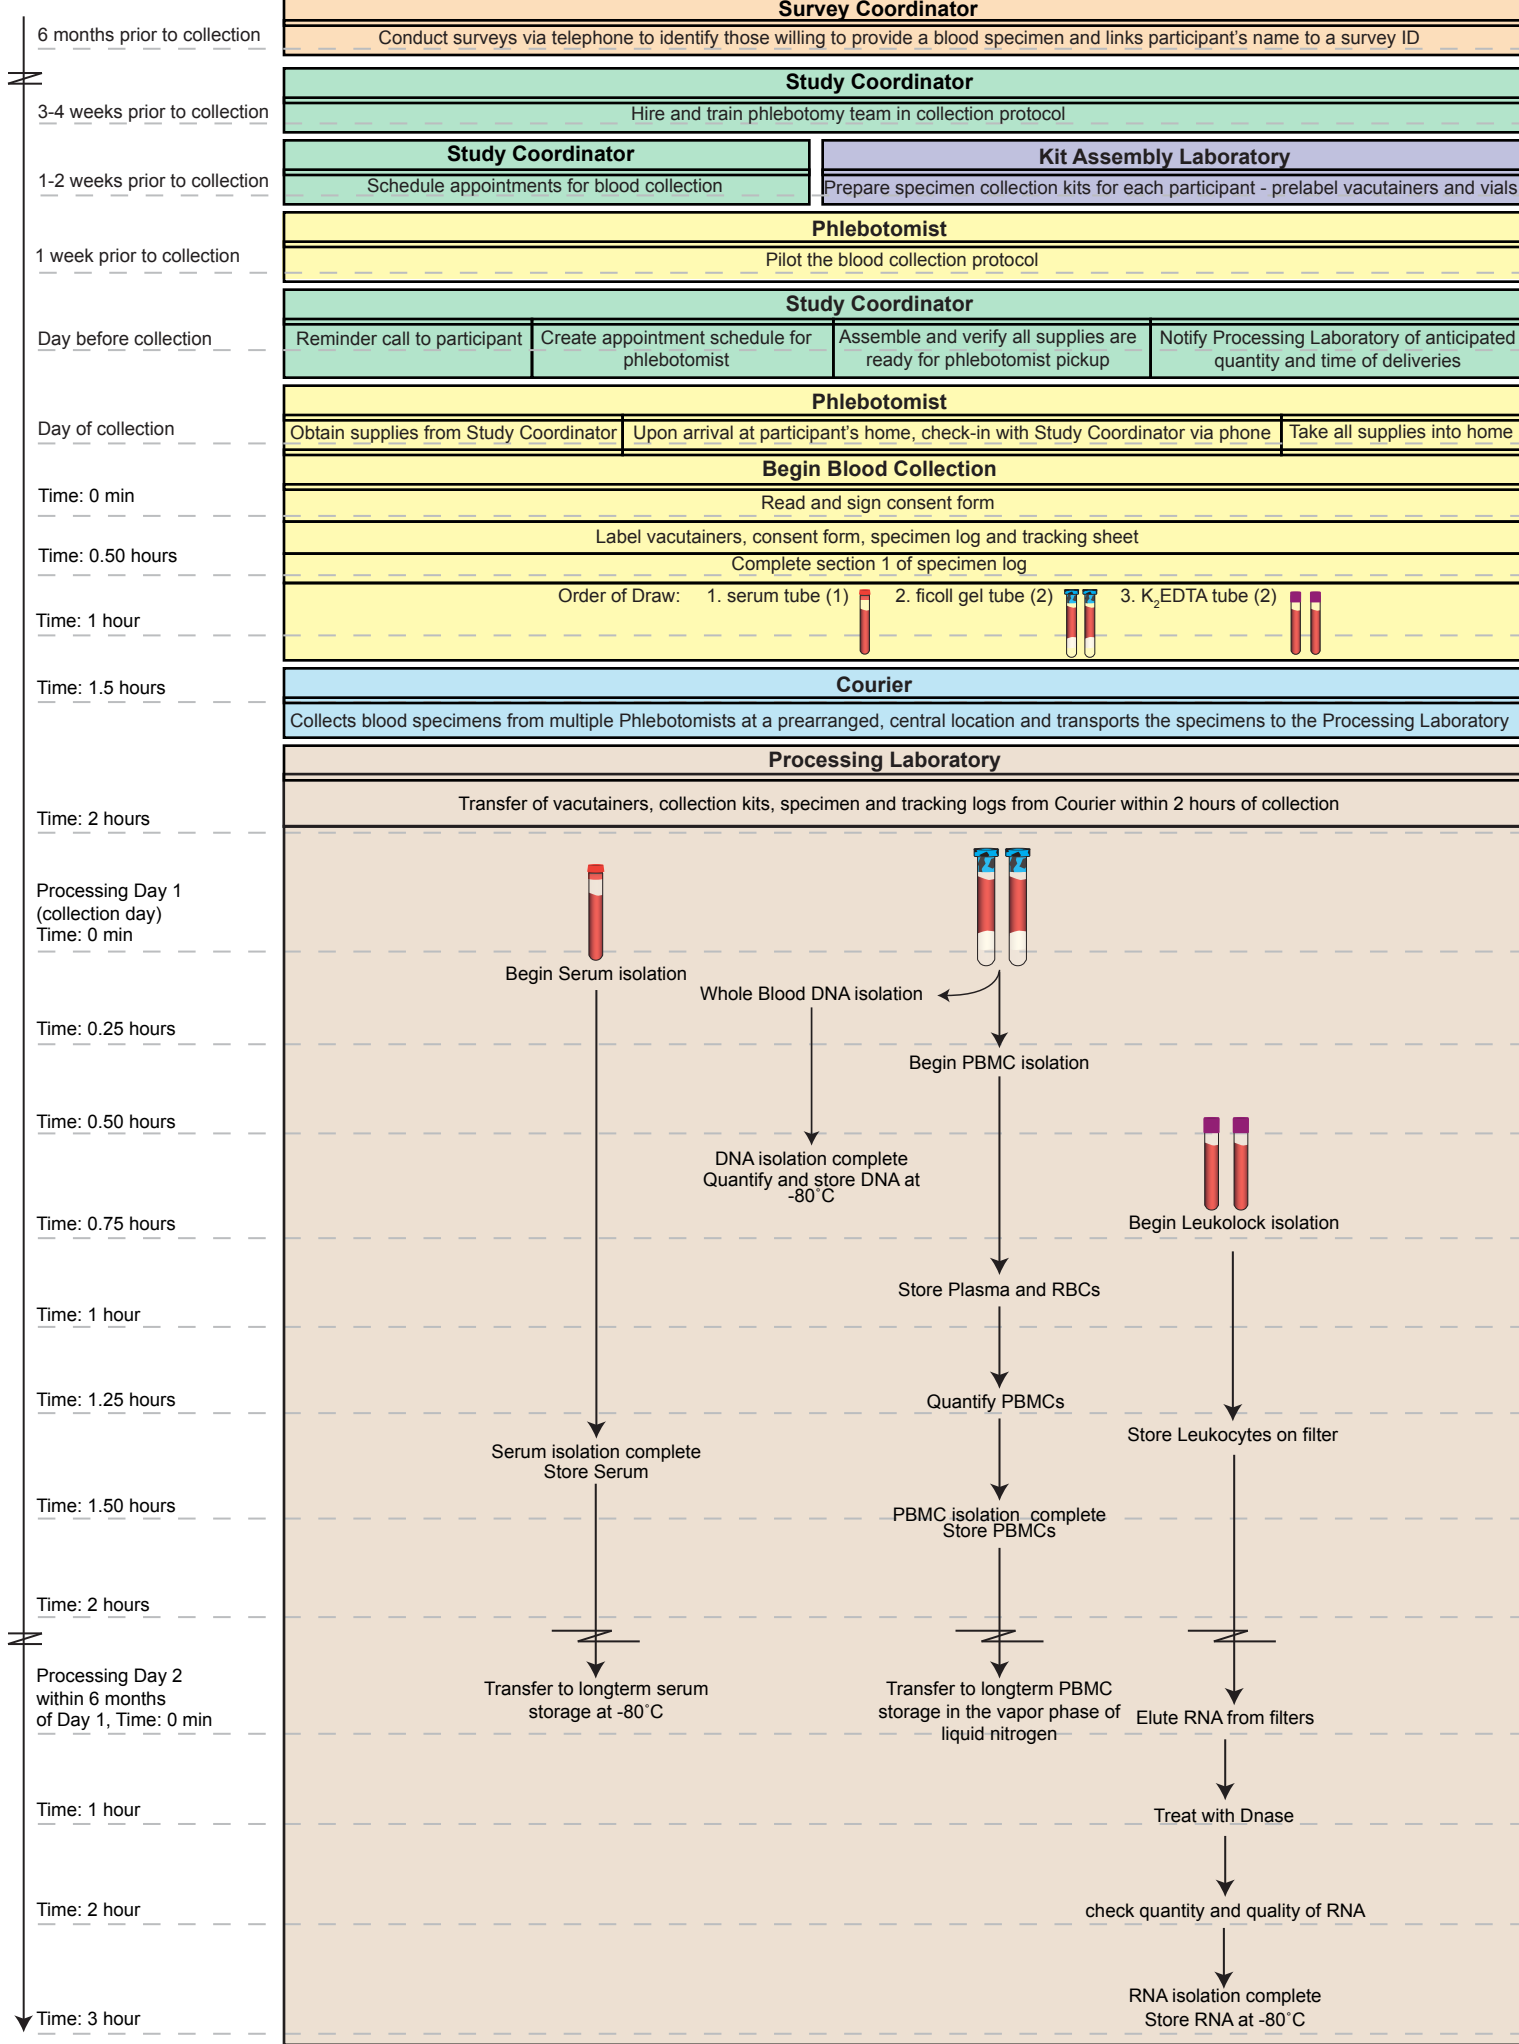 Survey Coordinator
6 months prior to collection
Conduct surveys via telephone to identify those willing to provide a blood specimen and links participant's name to a survey ID
Study Coordinator
3-4 weeks prior to collection
Hire and train phlebotomy team in collection protocol
Study Coordinator
Kit Assembly Laboratory
1-2 weeks prior to collection
Schedule appointments for blood collection
Prepare specimen collection kits for each participant - prelabel vacutainers and vials
Phlebotomist
1 week prior to collection
Pilot the blood collection protocol
Study Coordinator
Day before collection
Reminder call to participant
Create appointment schedule for
phlebotomist
Assemble and verify all supplies are
ready for phlebotomist pickup
Notify Processing Laboratory of anticipated
quantity and time of deliveries
Phlebotomist
Day of collection
Obtain supplies from Study Coordinator
Upon arrival at participant's home, check-in with Study Coordinator via phone
Take all supplies into home
Begin Blood Collection
Time: 0 min
Read and sign consent form
Label vacutainers, consent form, specimen log and tracking sheet
Time: 0.50 hours
Complete section 1 of specimen log
Order of Draw: 1. serum tube (1) 2. ficoll gel tube (2) 3. K2EDTA tube (2)
Time: 1 hour
Time: 1.5 hours
Courier
Collects blood specimens from multiple Phlebotomists at a prearranged, central location and transports the specimens to the Processing Laboratory
Processing Laboratory
Transfer of vacutainers, collection kits, specimen and tracking logs from Courier within 2 hours of collection
Time: 2 hours
Processing Day 1
(collection day)
Time: 0 min
Begin Serum isolation
Whole Blood DNA isolation
Time: 0.25 hours
Begin PBMC isolation
Time: 0.50 hours
DNA isolation complete
Quantify and store DNA at
-80˚C
Time: 0.75 hours
Begin Leukolock isolation
Store Plasma and RBCs
Time: 1 hour
Time: 1.25 hours
Quantify PBMCs
Store Leukocytes on filter
Serum isolation complete
Store Serum
Time: 1.50 hours
PBMC isolation complete
Store PBMCs
Time: 2 hours
Processing Day 2
within 6 months
of Day 1, Time: 0 min
Transfer to longterm serum
storage at -80˚C
Transfer to longterm PBMC
storage in the vapor phase of
liquid nitrogen
Elute RNA from filters
Time: 1 hour
Treat with Dnase
Time: 2 hour
check quantity and quality of RNA
RNA isolation complete
Store RNA at -80˚C
Time: 3 hour